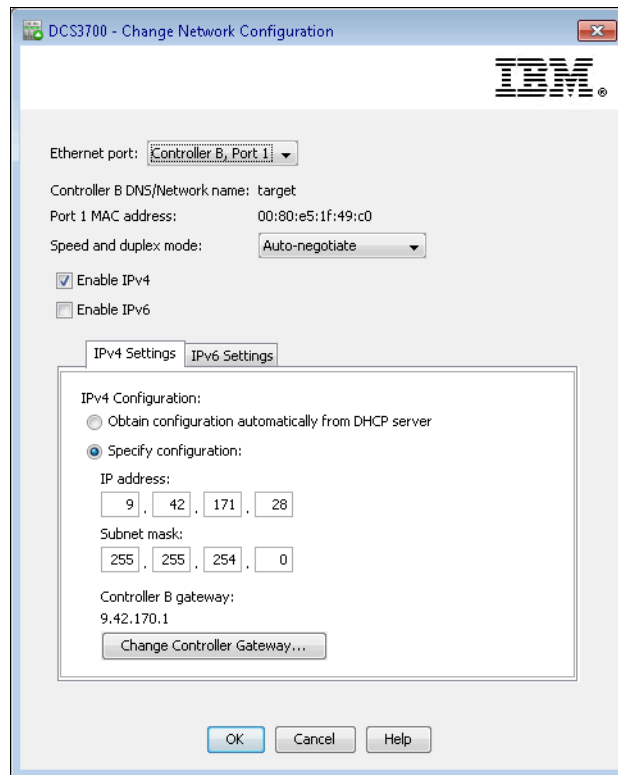 DCS3700 - Change Network Configuration
IBM®
Ethernet port: Controller B, Port 1
Controller B DNS/Network name: target
Port 1 MAC address: 00:80:e5:1f:49:c0
Speed and duplex mode: Auto-negotiate
Enable IPv4
Enable IPv6
IPv4 Settings IPv6 Settings
IPv4 Configuration:
Obtain configuration automatically from DHCP server
Specify configuration:
IP address:
9 . 42 . 171 . 28
Subnet mask:
255 . 255 . 254 . 0
Controller B gateway:
9.42.170.1
Change Controller Gateway...
OK Cancel Help